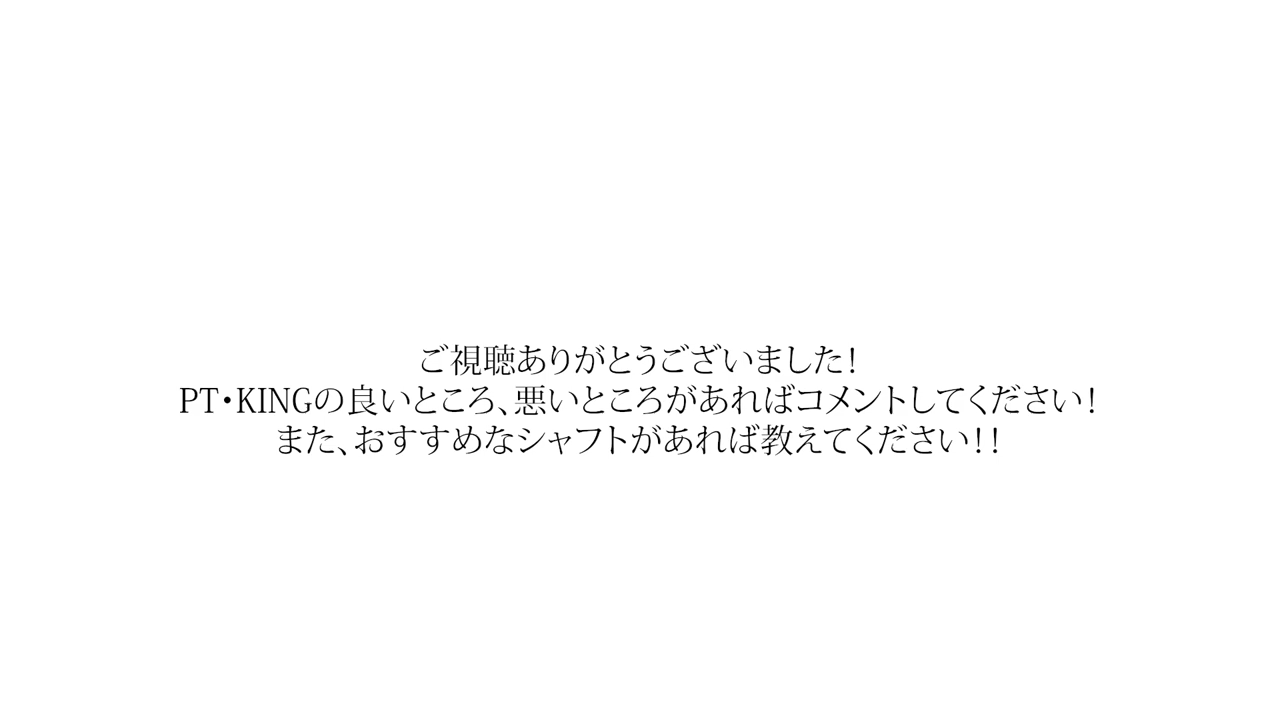 ご視聴ありがとうございました！
PT・KINGの良いところ、悪いところがあればコメントしてください！
また、おすすめなシャフトがあれば教えてください！！